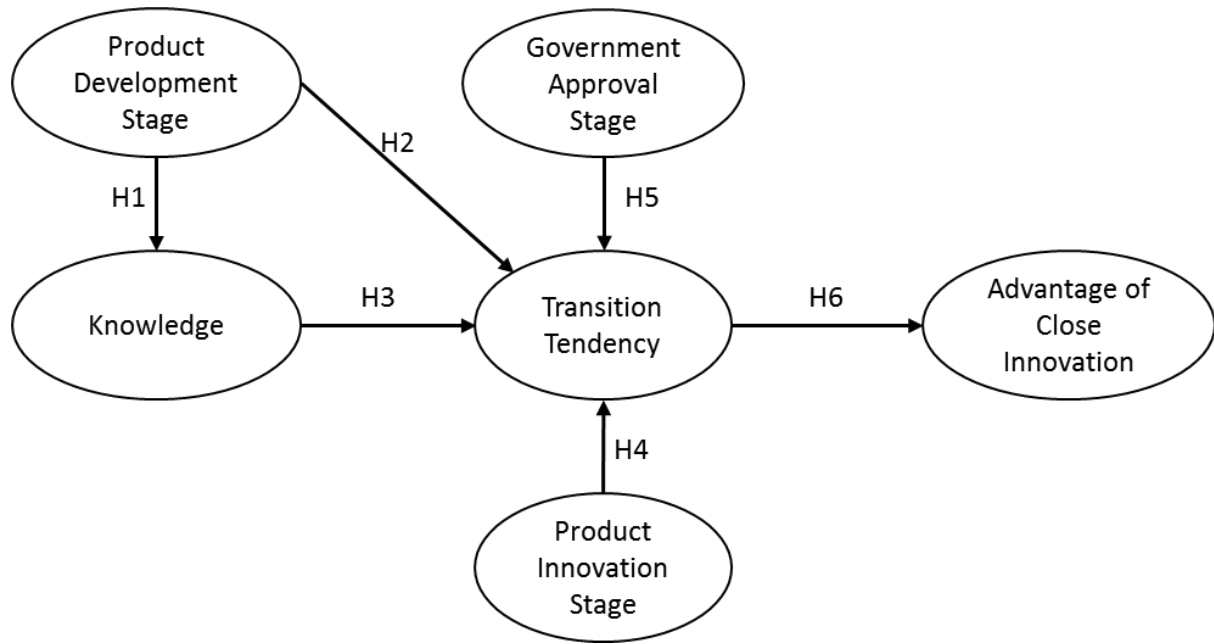 Product
Development
Stage
Government
Approval
Stage
H2
H1
H5
Knowledge
H3
Transition
Tendency
H6
Advantage of
Close
Innovation
H4
Product
Innovation
Stage